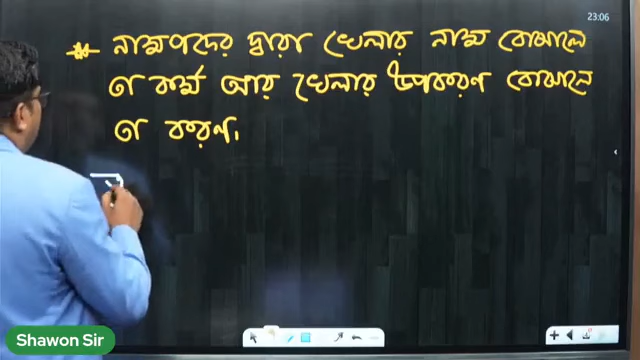 23:06
* নামপদের দ্বারা খেলার নাম বোঝালে
তা কর্ম আর খেলার উপকরণ বোঝালে
তা করণ।
Shawon Sir